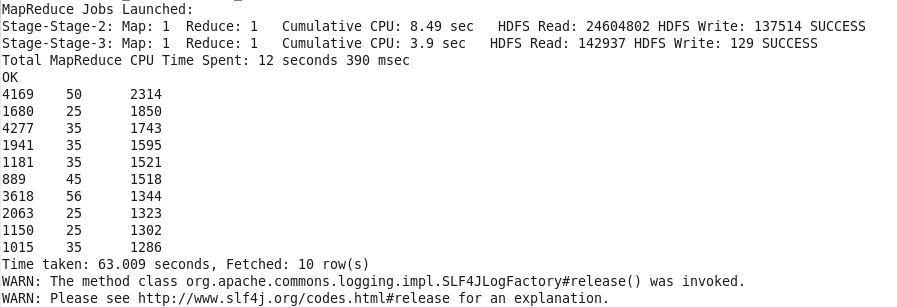 MapReduce Jobs Launched:
Stage-Stage-2: Map: 1  Reduce: 1   Cumulative CPU: 8.49 sec   HDFS Read: 24604802 HDFS Write: 137514 SUCCESS
Stage-Stage-3: Map: 1  Reduce: 1   Cumulative CPU: 3.9 sec   HDFS Read: 142937 HDFS Write: 129 SUCCESS
Total MapReduce CPU Time Spent: 12 seconds 390 msec
OK
4169    50      2314
1680    25      1850
4277    35      1743
1941    35      1595
1181    35      1521
889     45      1518
3618    56      1344
2063    25      1323
1150    25      1302
1015    35      1286
Time taken: 63.009 seconds, Fetched: 10 row(s)
WARN: The method class org.apache.commons.logging.impl.SLF4JLogFactory#release() was invoked.
WARN: Please see http://www.slf4j.org/codes.html#release for an explanation.